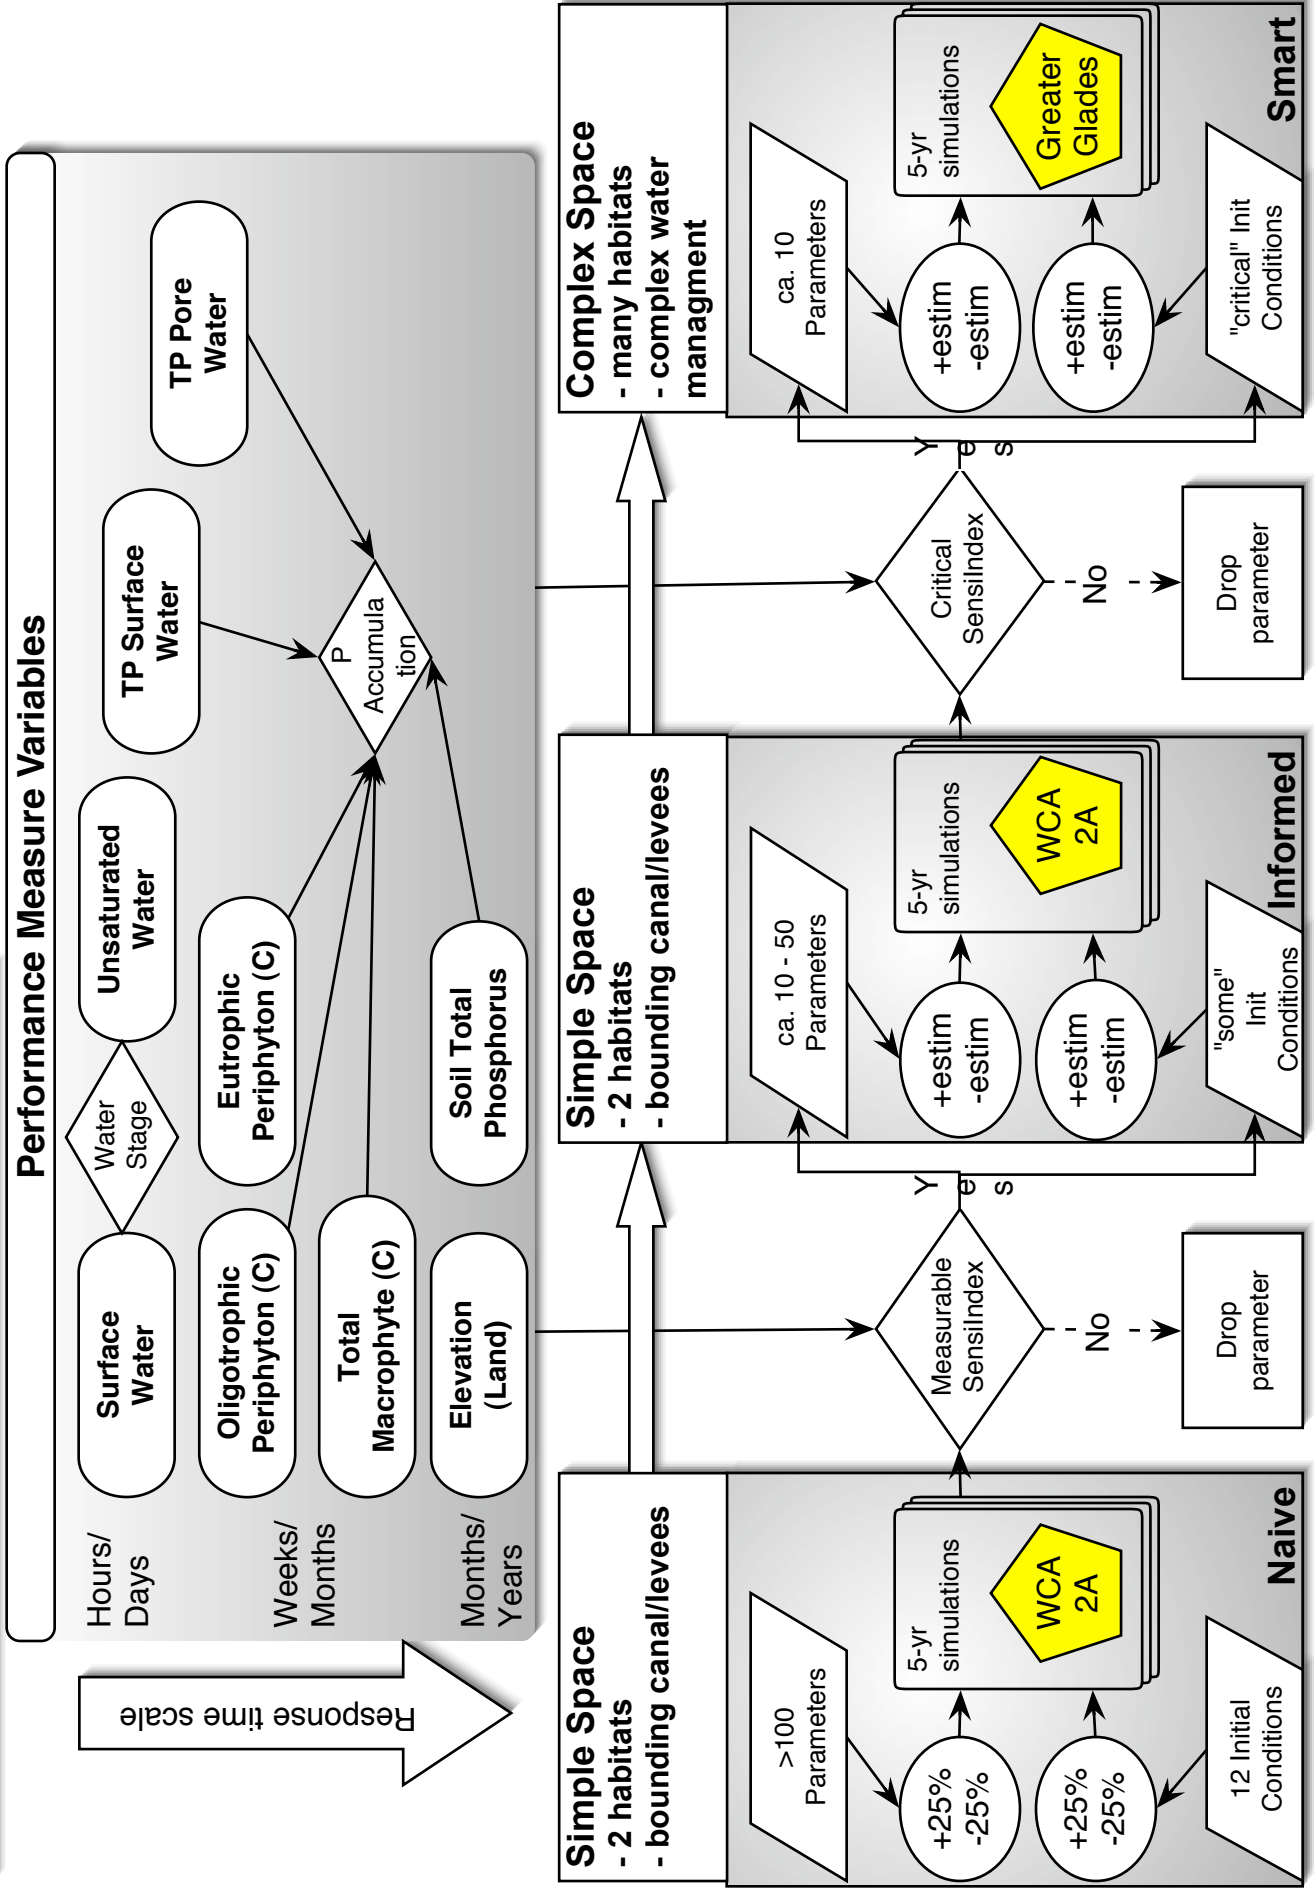 Performance Measure Variables
Response time scale
Hours/
Days
Surface
Water
Water
Stage
Unsaturated
Water
TP Surface
Water
TP Pore
Water
Weeks/
Months
Oligotrophic
Periphyton (C)
Eutrophic
Periphyton (C)
Total
Macrophyte (C)
P
Accumula
tion
Months/
Years
Elevation
(Land)
Soil Total
Phosphorus
Simple Space
- 2 habitats
- bounding canal/levees
>100
Parameters
+25%
-25%
5-yr
simulations
WCA
2A
+25%
-25%
12 Initial
Conditions
Naive
Measurable
SensiIndex
Y
e
s
No
Drop
parameter
Simple Space
- 2 habitats
- bounding canal/levees
ca. 10 - 50
Parameters
+estim
-estim
5-yr
simulations
WCA
2A
+estim
-estim
"some"
Init
Conditions
Informed
Critical
SensiIndex
Y
e
s
No
Drop
parameter
Complex Space
- many habitats
- complex water
managment
ca. 10
Parameters
+estim
-estim
5-yr
simulations
Greater
Glades
+estim
-estim
"critical" Init
Conditions
Smart